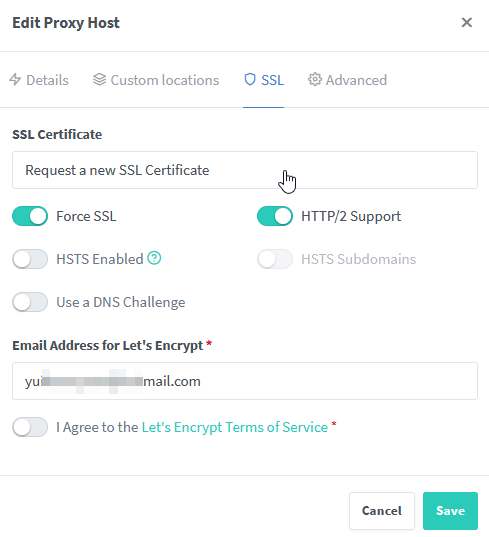 Edit Proxy Host
Details Custom locations SSL Advanced
SSL Certificate
Request a new SSL Certificate
Force SSL HTTP/2 Support
HSTS Enabled HSTS Subdomains
Use a DNS Challenge
Email Address for Let's Encrypt *
mail.com
I Agree to the Let's Encrypt Terms of Service *
Cancel Save